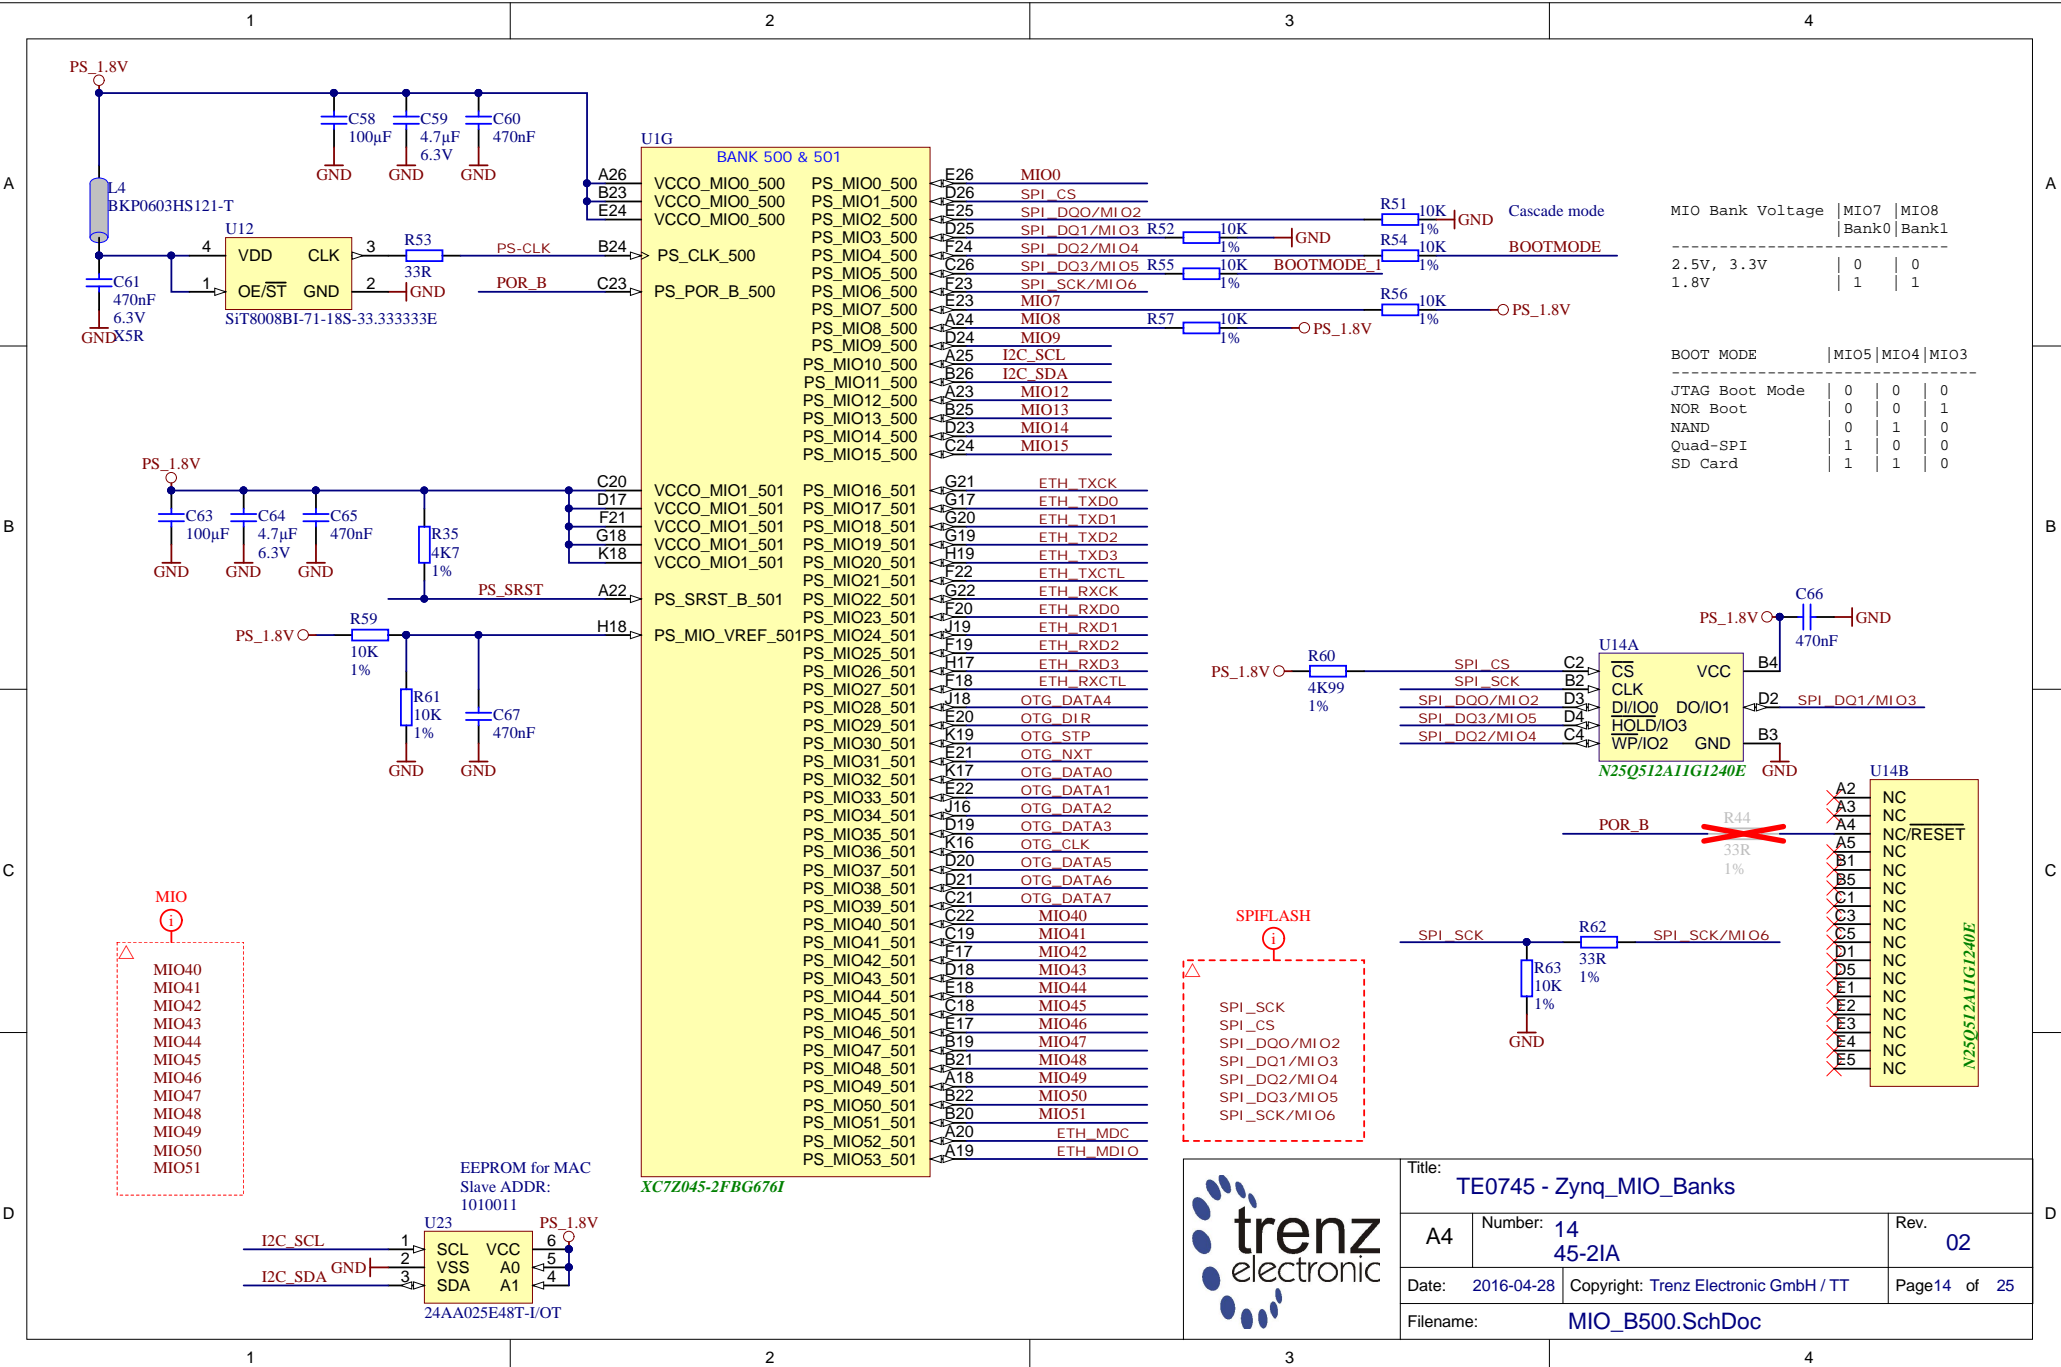 1 2 3 4
A
B
C
D
A
B
C
D
1 2 3 4
PS_1.8V
C58
100µF
GND
C59
4.7µF
6.3V
GND
C60
470nF
GND
L4
BKP0603HS121-T
U12
4 VDD CLK 3
1 OE/ST GND 2
GND
SiT8008BI-71-18S-33.333333E
C61
470nF
6.3V
X5R
GND
R53
33R
PS-CLK
POR_B
U1G
BANK 500 & 501
A26 VCCO_MIO0_500
B23 VCCO_MIO0_500
E24 VCCO_MIO0_500
B24 PS_CLK_500
C23 PS_POR_B_500
C20 VCCO_MIO1_501
D17 VCCO_MIO1_501
F21 VCCO_MIO1_501
G18 VCCO_MIO1_501
K18 VCCO_MIO1_501
A22 PS_SRST_B_501
H18 PS_MIO_VREF_501
PS_MIO0_500 E26 MIO0
PS_MIO1_500 D26 SPI_CS
PS_MIO2_500 E25 SPI_DQ0/MIO2
PS_MIO3_500 D25 SPI_DQ1/MIO3
PS_MIO4_500 F24 SPI_DQ2/MIO4
PS_MIO5_500 C26 SPI_DQ3/MIO5
PS_MIO6_500 F23 SPI_SCK/MIO6
PS_MIO7_500 E23 MIO7
PS_MIO8_500 A24 MIO8
PS_MIO9_500 D24 MIO9
PS_MIO10_500 A25 I2C_SCL
PS_MIO11_500 B26 I2C_SDA
PS_MIO12_500 A23 MIO12
PS_MIO13_500 B25 MIO13
PS_MIO14_500 D23 MIO14
PS_MIO15_500 C24 MIO15
PS_MIO16_501 G21 ETH_TXCK
PS_MIO17_501 G17 ETH_TXD0
PS_MIO18_501 G20 ETH_TXD1
PS_MIO19_501 G19 ETH_TXD2
PS_MIO20_501 H19 ETH_TXD3
PS_MIO21_501 F22 ETH_TXCTL
PS_MIO22_501 G22 ETH_RXCK
PS_MIO23_501 F20 ETH_RXD0
PS_MIO24_501 J19 ETH_RXD1
PS_MIO25_501 F19 ETH_RXD2
PS_MIO26_501 H17 ETH_RXD3
PS_MIO27_501 F18 ETH_RXCTL
PS_MIO28_501 J18 OTG_DATA4
PS_MIO29_501 E20 OTG_DIR
PS_MIO30_501 K19 OTG_STP
PS_MIO31_501 E21 OTG_NXT
PS_MIO32_501 K17 OTG_DATA0
PS_MIO33_501 E22 OTG_DATA1
PS_MIO34_501 J16 OTG_DATA2
PS_MIO35_501 D19 OTG_DATA3
PS_MIO36_501 K16 OTG_CLK
PS_MIO37_501 D20 OTG_DATA5
PS_MIO38_501 D21 OTG_DATA6
PS_MIO39_501 C21 OTG_DATA7
PS_MIO40_501 C22 MIO40
PS_MIO41_501 C19 MIO41
PS_MIO42_501 F17 MIO42
PS_MIO43_501 D18 MIO43
PS_MIO44_501 E18 MIO44
PS_MIO45_501 C18 MIO45
PS_MIO46_501 E17 MIO46
PS_MIO47_501 B19 MIO47
PS_MIO48_501 B21 MIO48
PS_MIO49_501 A18 MIO49
PS_MIO50_501 B22 MIO50
PS_MIO51_501 B20 MIO51
PS_MIO52_501 A20 ETH_MDC
PS_MIO53_501 A19 ETH_MDIO
XC7Z045-2FBG676I
R51 10K GND
Cascade mode
R52 10K 1% GND
R54 10K 1% BOOTMODE
R55 10K 1% BOOTMODE_1
R56 10K 1% PS_1.8V
R57 10K 1% PS_1.8V
MIO Bank Voltage |MIO7 |MIO8
|Bank0|Bank1
-----------------------------
2.5V, 3.3V | 0 | 0
1.8V | 1 | 1
BOOT MODE |MIO5|MIO4|MIO3
--------------------------------
JTAG Boot Mode | 0 | 0 | 0
NOR Boot | 0 | 0 | 1
NAND | 0 | 1 | 0
Quad-SPI | 1 | 0 | 0
SD Card | 1 | 1 | 0
PS_1.8V
C63
100µF
GND
C64
4.7µF
6.3V
GND
C65
470nF
GND
R35
4K7
1%
PS_SRST
PS_1.8V
R59
10K
1%
R61
10K
1%
GND
C67
470nF
GND
PS_1.8V
C66
470nF
GND
PS_1.8V
R60
4K99
1%
U14A
SPI_CS C2 CS VCC B4
SPI_SCK B2 CLK
SPI_DQ0/MIO2 D3 DI/IO0 DO/IO1 D2 SPI_DQ1/MIO3
SPI_DQ3/MIO5 D4 HOLD/IO3
SPI_DQ2/MIO4 C4 WP/IO2 GND B3
N25Q512A11G1240E
GND
U14B
A2 NC
A3 NC
A4 NC/RESET
A5 NC
B1 NC
B5 NC
C1 NC
C3 NC
C5 NC
D1 NC
D5 NC
E1 NC
E2 NC
E3 NC
E4 NC
E5 NC
N25Q512A11G1240E
POR_B
R44
33R
1%
SPI_SCK
R62
33R
1%
SPI_SCK/MIO6
R63
10K
1%
GND
MIO
i
MIO40
MIO41
MIO42
MIO43
MIO44
MIO45
MIO46
MIO47
MIO48
MIO49
MIO50
MIO51
SPIFLASH
i
SPI_SCK
SPI_CS
SPI_DQ0/MIO2
SPI_DQ1/MIO3
SPI_DQ2/MIO4
SPI_DQ3/MIO5
SPI_SCK/MIO6
EEPROM for MAC
Slave ADDR:
1010011
U23
PS_1.8V
I2C_SCL 1 SCL VCC 6
GND 2 VSS A0 5
I2C_SDA 3 SDA A1 4
24AA025E48T-I/OT
trenz
electronic
Title:
TE0745 - Zynq_MIO_Banks
A4
Number: 14
45-2IA
Rev.
02
Date: 2016-04-28
Copyright: Trenz Electronic GmbH / TT
Page14 of 25
Filename: MIO_B500.SchDoc